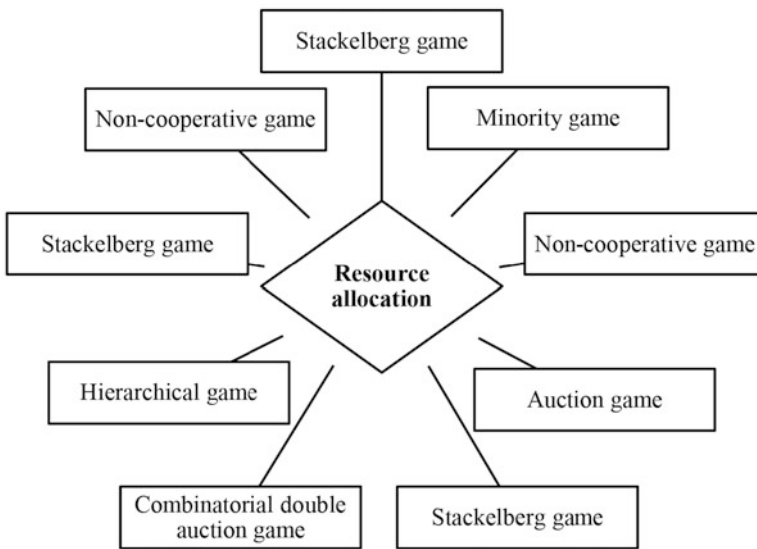 Stackelberg game
Non-cooperative game
Minority game
Stackelberg game
Non-cooperative game
Resource
allocation
Hierarchical game
Auction game
Combinatorial double
auction game
Stackelberg game